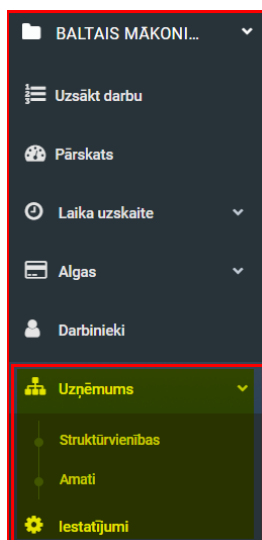 BALTAIS MĀKONI...
Uzsākt darbu
Pārskats
Laika uzskaite
Algas
Darbinieki
Uzņēmums
Struktūrvienības
Amati
Iestatījumi